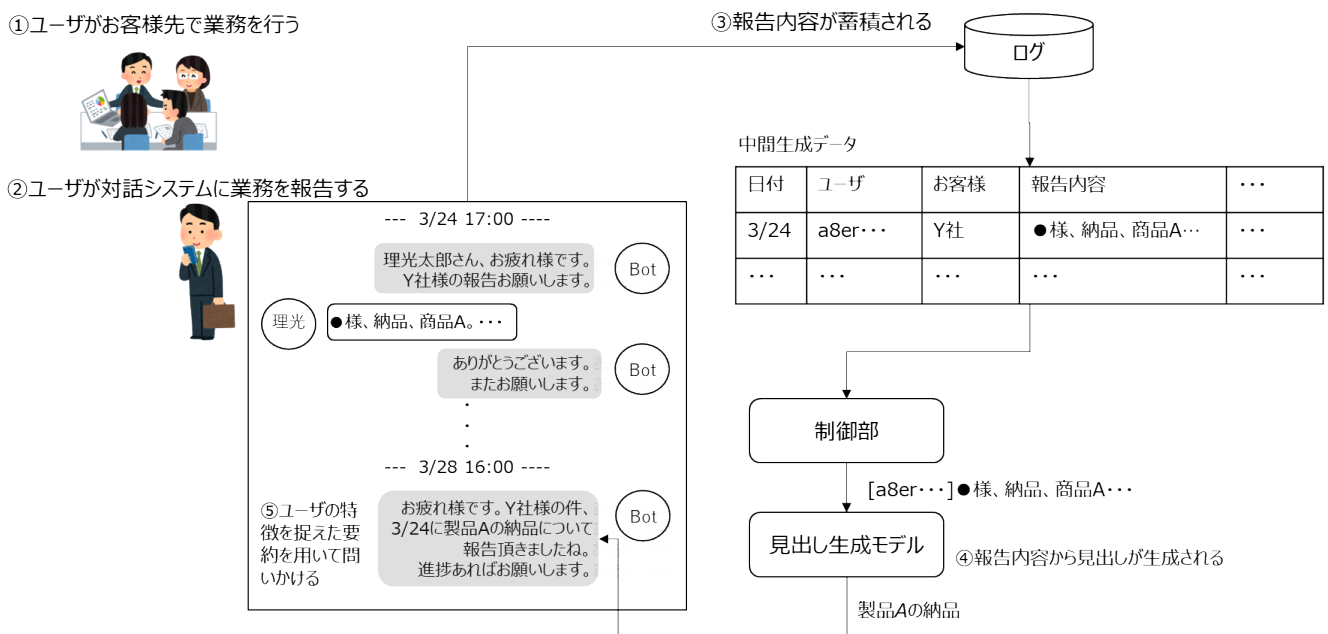 ①ユーザがお客様先で業務を行う
②ユーザが対話システムに業務を報告する
--- 3/24 17:00 ----
理光太郎さん、お疲れ様です。
Y社様の報告お願いします。
Bot
理光
●様、納品、商品A。・・・
ありがとうございます。
またお願いします。
Bot
・
・
・
--- 3/28 16:00 ----
⑤ユーザの特
徴を捉えた要
約を用いて問
いかける
お疲れ様です。Y社様の件、
3/24に製品Aの納品について
報告頂きましたね。
進捗あればお願いします。
Bot
③報告内容が蓄積される
ログ
中間生成データ
日付 ユーザ お客様 報告内容 ・・・
3/24 a8er・・・ Y社 ●様、納品、商品A… ・・・
・・・ ・・・ ・・・ ・・・ ・・・
制御部
[a8er・・・]●様、納品、商品A・・・
見出し生成モデル
④報告内容から見出しが生成される
製品Aの納品